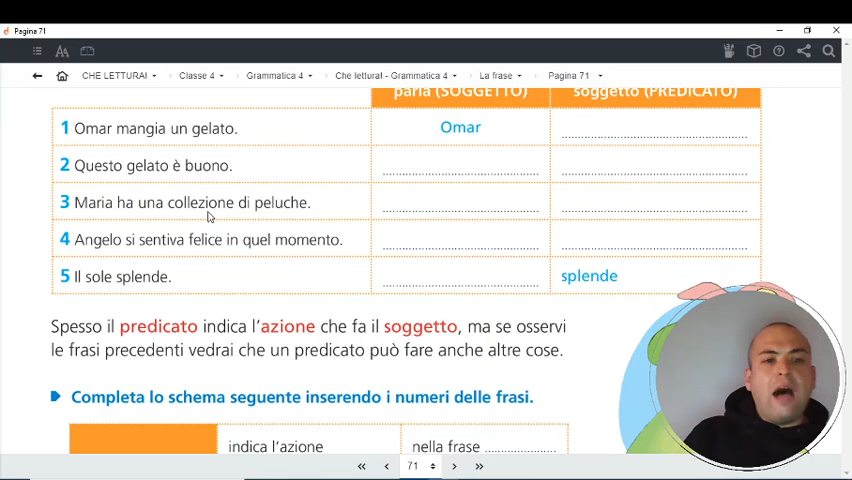 Pagina 71
CHE LETTURA! Classe 4 Grammatica 4 Che lettura! - Grammatica 4 La frase Pagina 71
parla (SOGGETTO) soggetto (PREDICATO)
1 Omar mangia un gelato. Omar ................................................
2 Questo gelato è buono. ........................................ ................................................
3 Maria ha una collezione di peluche. ........................................ ................................................
4 Angelo si sentiva felice in quel momento. ........................................ ................................................
5 Il sole splende. ........................................ splende
Spesso il predicato indica l'azione che fa il soggetto, ma se osservi
le frasi precedenti vedrai che un predicato può fare anche altre cose.
Completa lo schema seguente inserendo i numeri delle frasi.
indica l'azione nella frase ...................
71